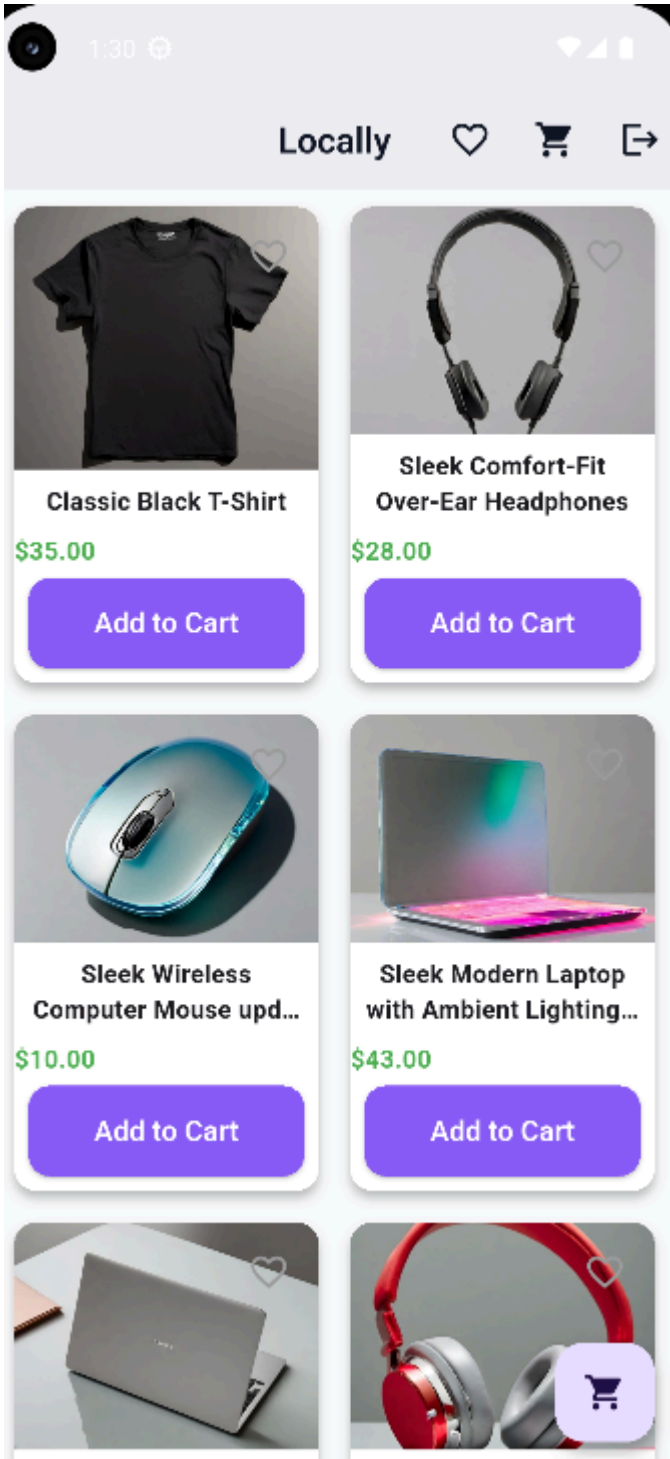 1:30
Locally
Classic Black T-Shirt
$35.00
Add to Cart
Sleek Comfort-Fit
Over-Ear Headphones
$28.00
Add to Cart
Sleek Wireless
Computer Mouse upd...
$10.00
Add to Cart
Sleek Modern Laptop
with Ambient Lighting...
$43.00
Add to Cart